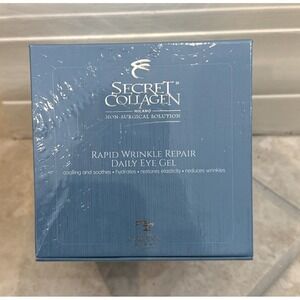 SECRET
COLLAGEN
MILANO
NON-SURGICAL SOLUTION
RAPID WRINKLE REPAIR
DAILY EYE GEL
cooling and soothes • hydrates • restores elasticity • reduces wrinkles